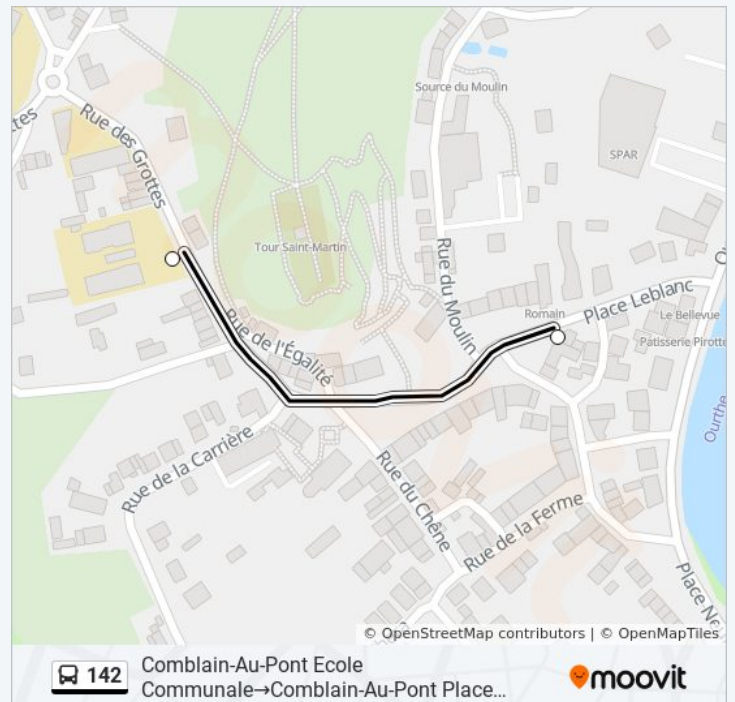 Source du Moulin
ttes
Rue des Grottes
SPAR
Tour Saint-Martin
Rue du Moulin
Romain
Place Leblanc
Le Bellevue
Patisserie Pirotte
Rue de l'Égalité
Ourthe
Rue de la Carrière
Rue du Chêne
Rue de la Ferme
Place Ne
© OpenStreetMap contributors | © OpenMapTiles
142
Comblain-Au-Pont Ecole
Communale→Comblain-Au-Pont Place...
moovit